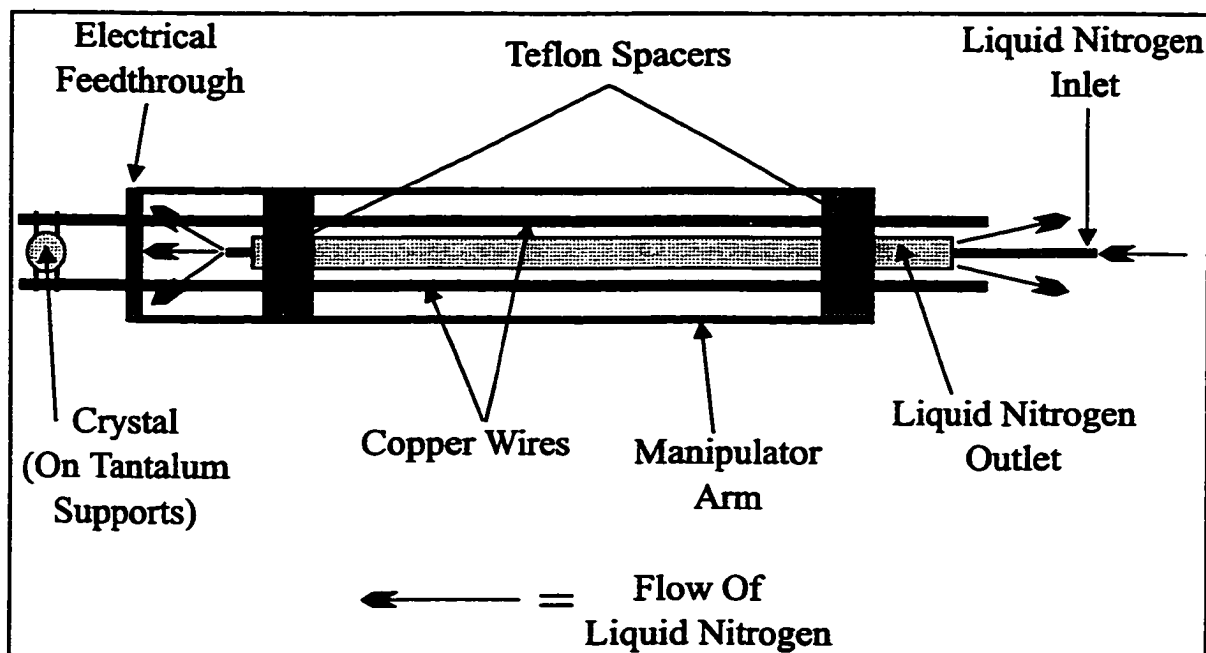 Electrical
Feedthrough
Teflon Spacers
Liquid Nitrogen
Inlet
Crystal
(On Tantalum
Supports)
Copper Wires
Manipulator
Arm
Liquid Nitrogen
Outlet
= Flow Of
Liquid Nitrogen